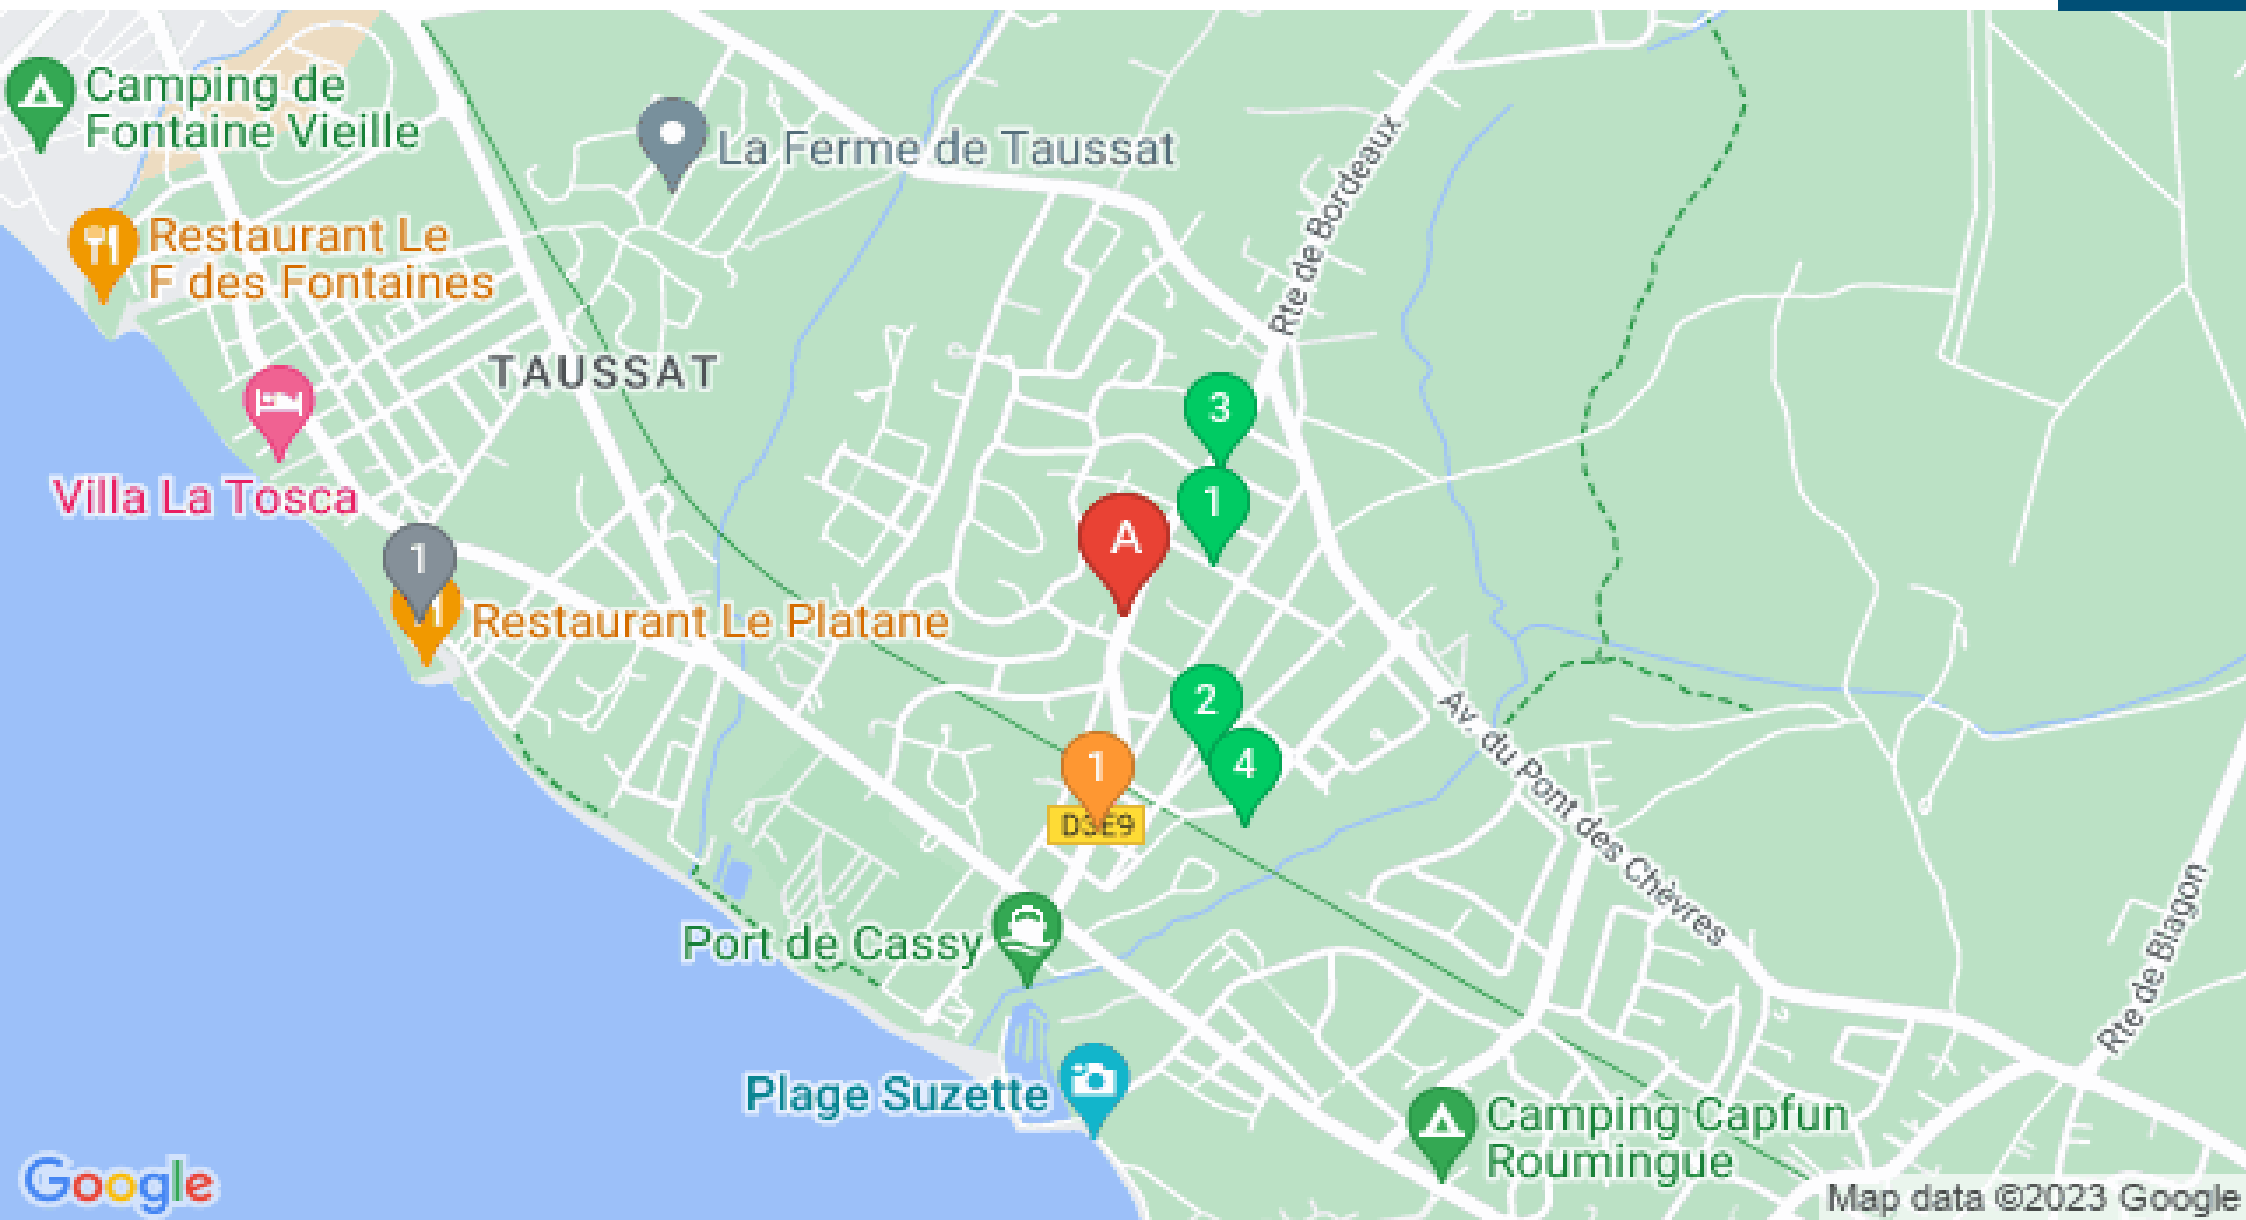 Camping de
Fontaine Vieille
La Ferme de Taussat
Rte de Bordeaux
Restaurant Le
F des Fontaines
TAUSSAT
3
Villa La Tosca
1
A
1
Restaurant Le Platane
2
Av. du Pont des Chèvres
1
4
D3E9
Port de Cassy
Rte de Blagon
Plage Suzette
Camping Capfun
Roumingue
Google
Map data ©2023 Google